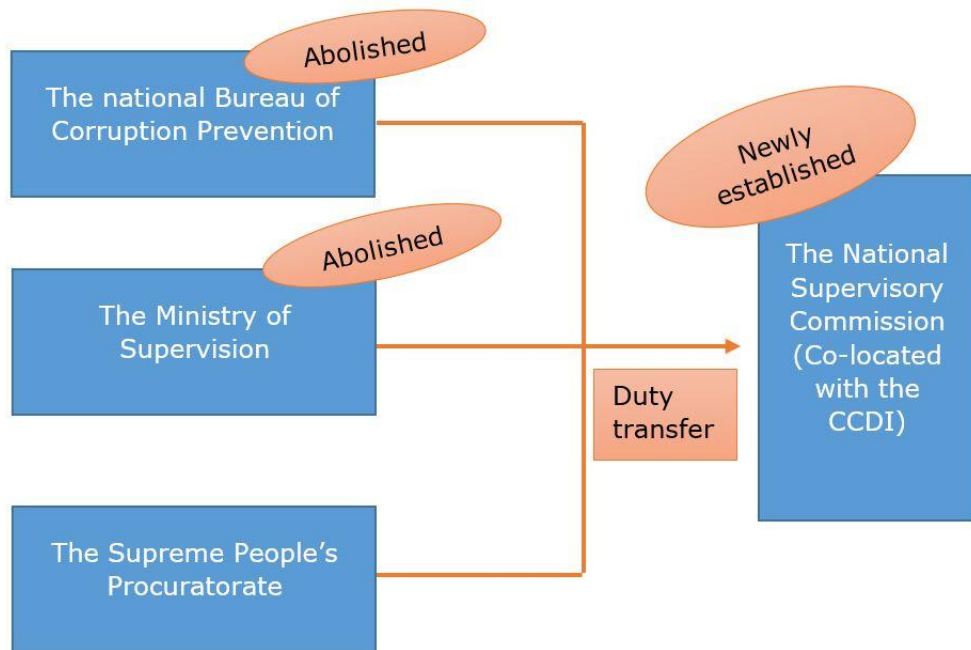 Abolished
The national Bureau of
Corruption Prevention
Abolished
The Ministry of
Supervision
The Supreme People's
Procuratorate
Duty
transfer
Newly
established
The National
Supervisory
Commission
(Co-located
with the
CCDI)